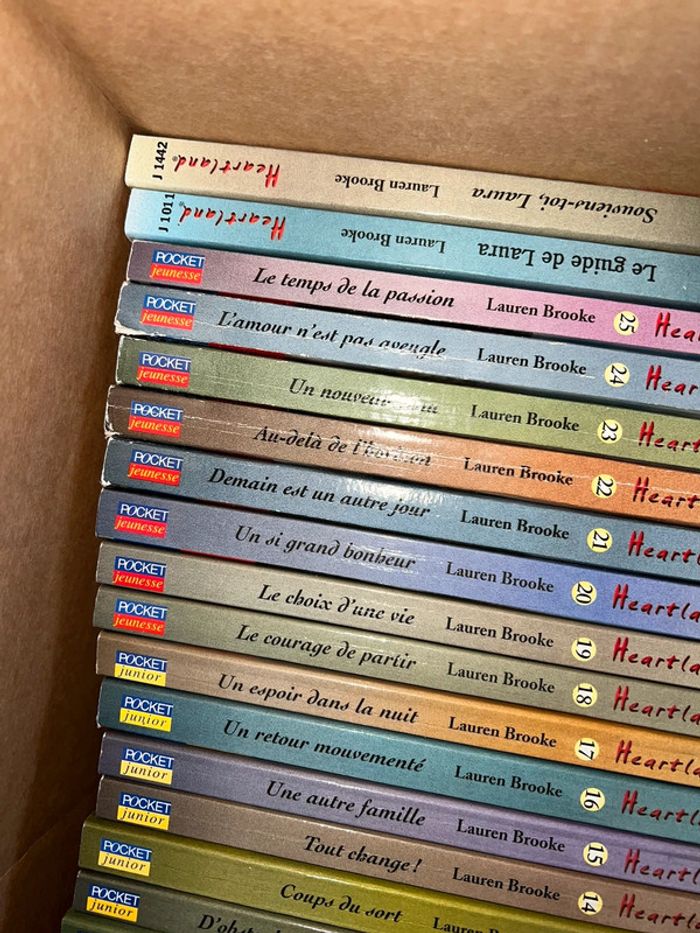 J 1442 Heartland® Lauren Brooke Souviens-toi, Laura
J 1011 Heartland® Lauren Brooke Le guide de Laura
POCKET jeunesse Le temps de la passion Lauren Brooke 25
POCKET jeunesse L'amour n'est pas aveugle Lauren Brooke 24
POCKET jeunesse Un nouveau Lauren Brooke 23 Heart
POCKET jeunesse Au-delà de l'horizon Lauren Brooke 22 Heart
POCKET jeunesse Demain est un autre jour Lauren Brooke 21 Heartl
POCKET jeunesse Un si grand bonheur Lauren Brooke 20 Heartla
POCKET jeunesse Le choix d'une vie Lauren Brooke 19 Heartla
POCKET jeunesse Le courage de partir Lauren Brooke 18 Heartla
POCKET junior Un espoir dans la nuit Lauren Brooke 17 Heartla
POCKET junior Un retour mouvementé Lauren Brooke 16 Heartl
POCKET junior Une autre famille Lauren Brooke 15 Heartl
POCKET junior Tout change ! Lauren Brooke 14 Heartl
POCKET junior Coups du sort Lauren
POCKET junior